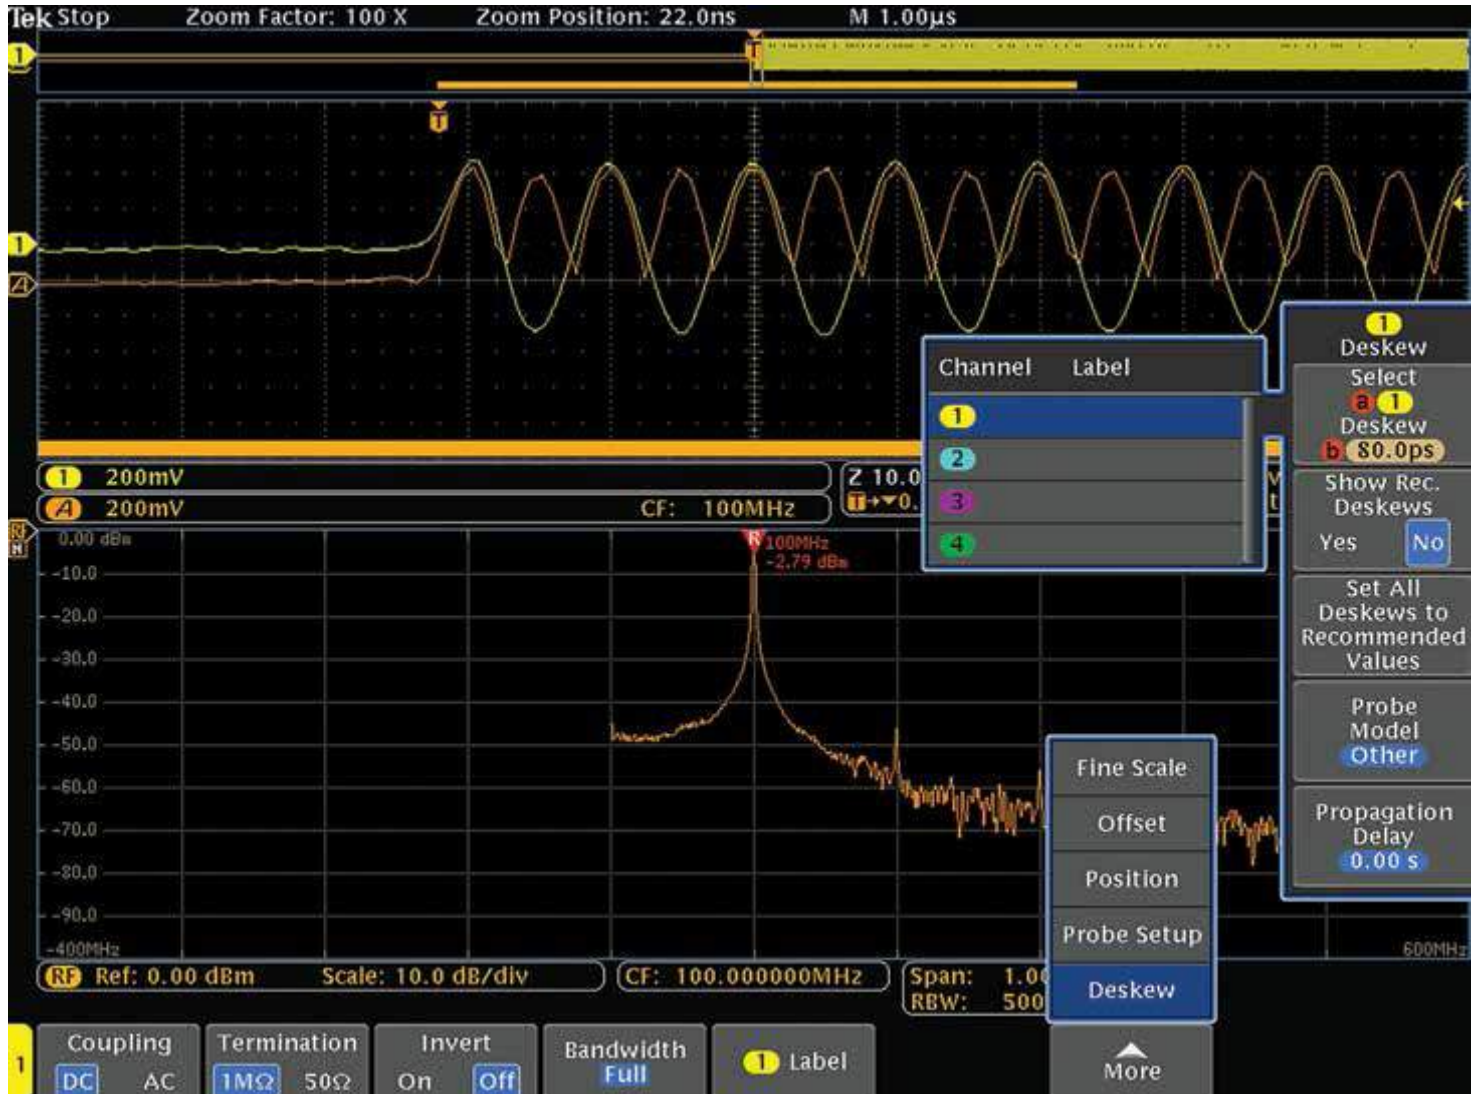 Tek Stop Zoom Factor: 100 X Zoom Position: 22.0ns M 1.00µs
T
1
T
1
A
1
Deskew
Channel Label
1
2
3
4
Select
a 1
Deskew
b 80.0ps
Show Rec.
Deskews
Yes No
Set All
Deskews to
Recommended
Values
Probe
Model
Other
Propagation
Delay
0.00 s
1 200mV
A 200mV CF: 100MHz
Z 10.0
T→▼0.
RF
N
0.00 dBm
R 100MHz
-2.79 dBm
-10.0
-20.0
-30.0
-40.0
-50.0
-60.0
-70.0
-80.0
-90.0
-400MHz
600MHz
Fine Scale
Offset
Position
Probe Setup
Deskew
RF Ref: 0.00 dBm Scale: 10.0 dB/div CF: 100.000000MHz
Span: 1.00
RBW: 500
1
Coupling
DC AC
Termination
1MΩ 50Ω
Invert
On Off
Bandwidth
Full
1 Label
More